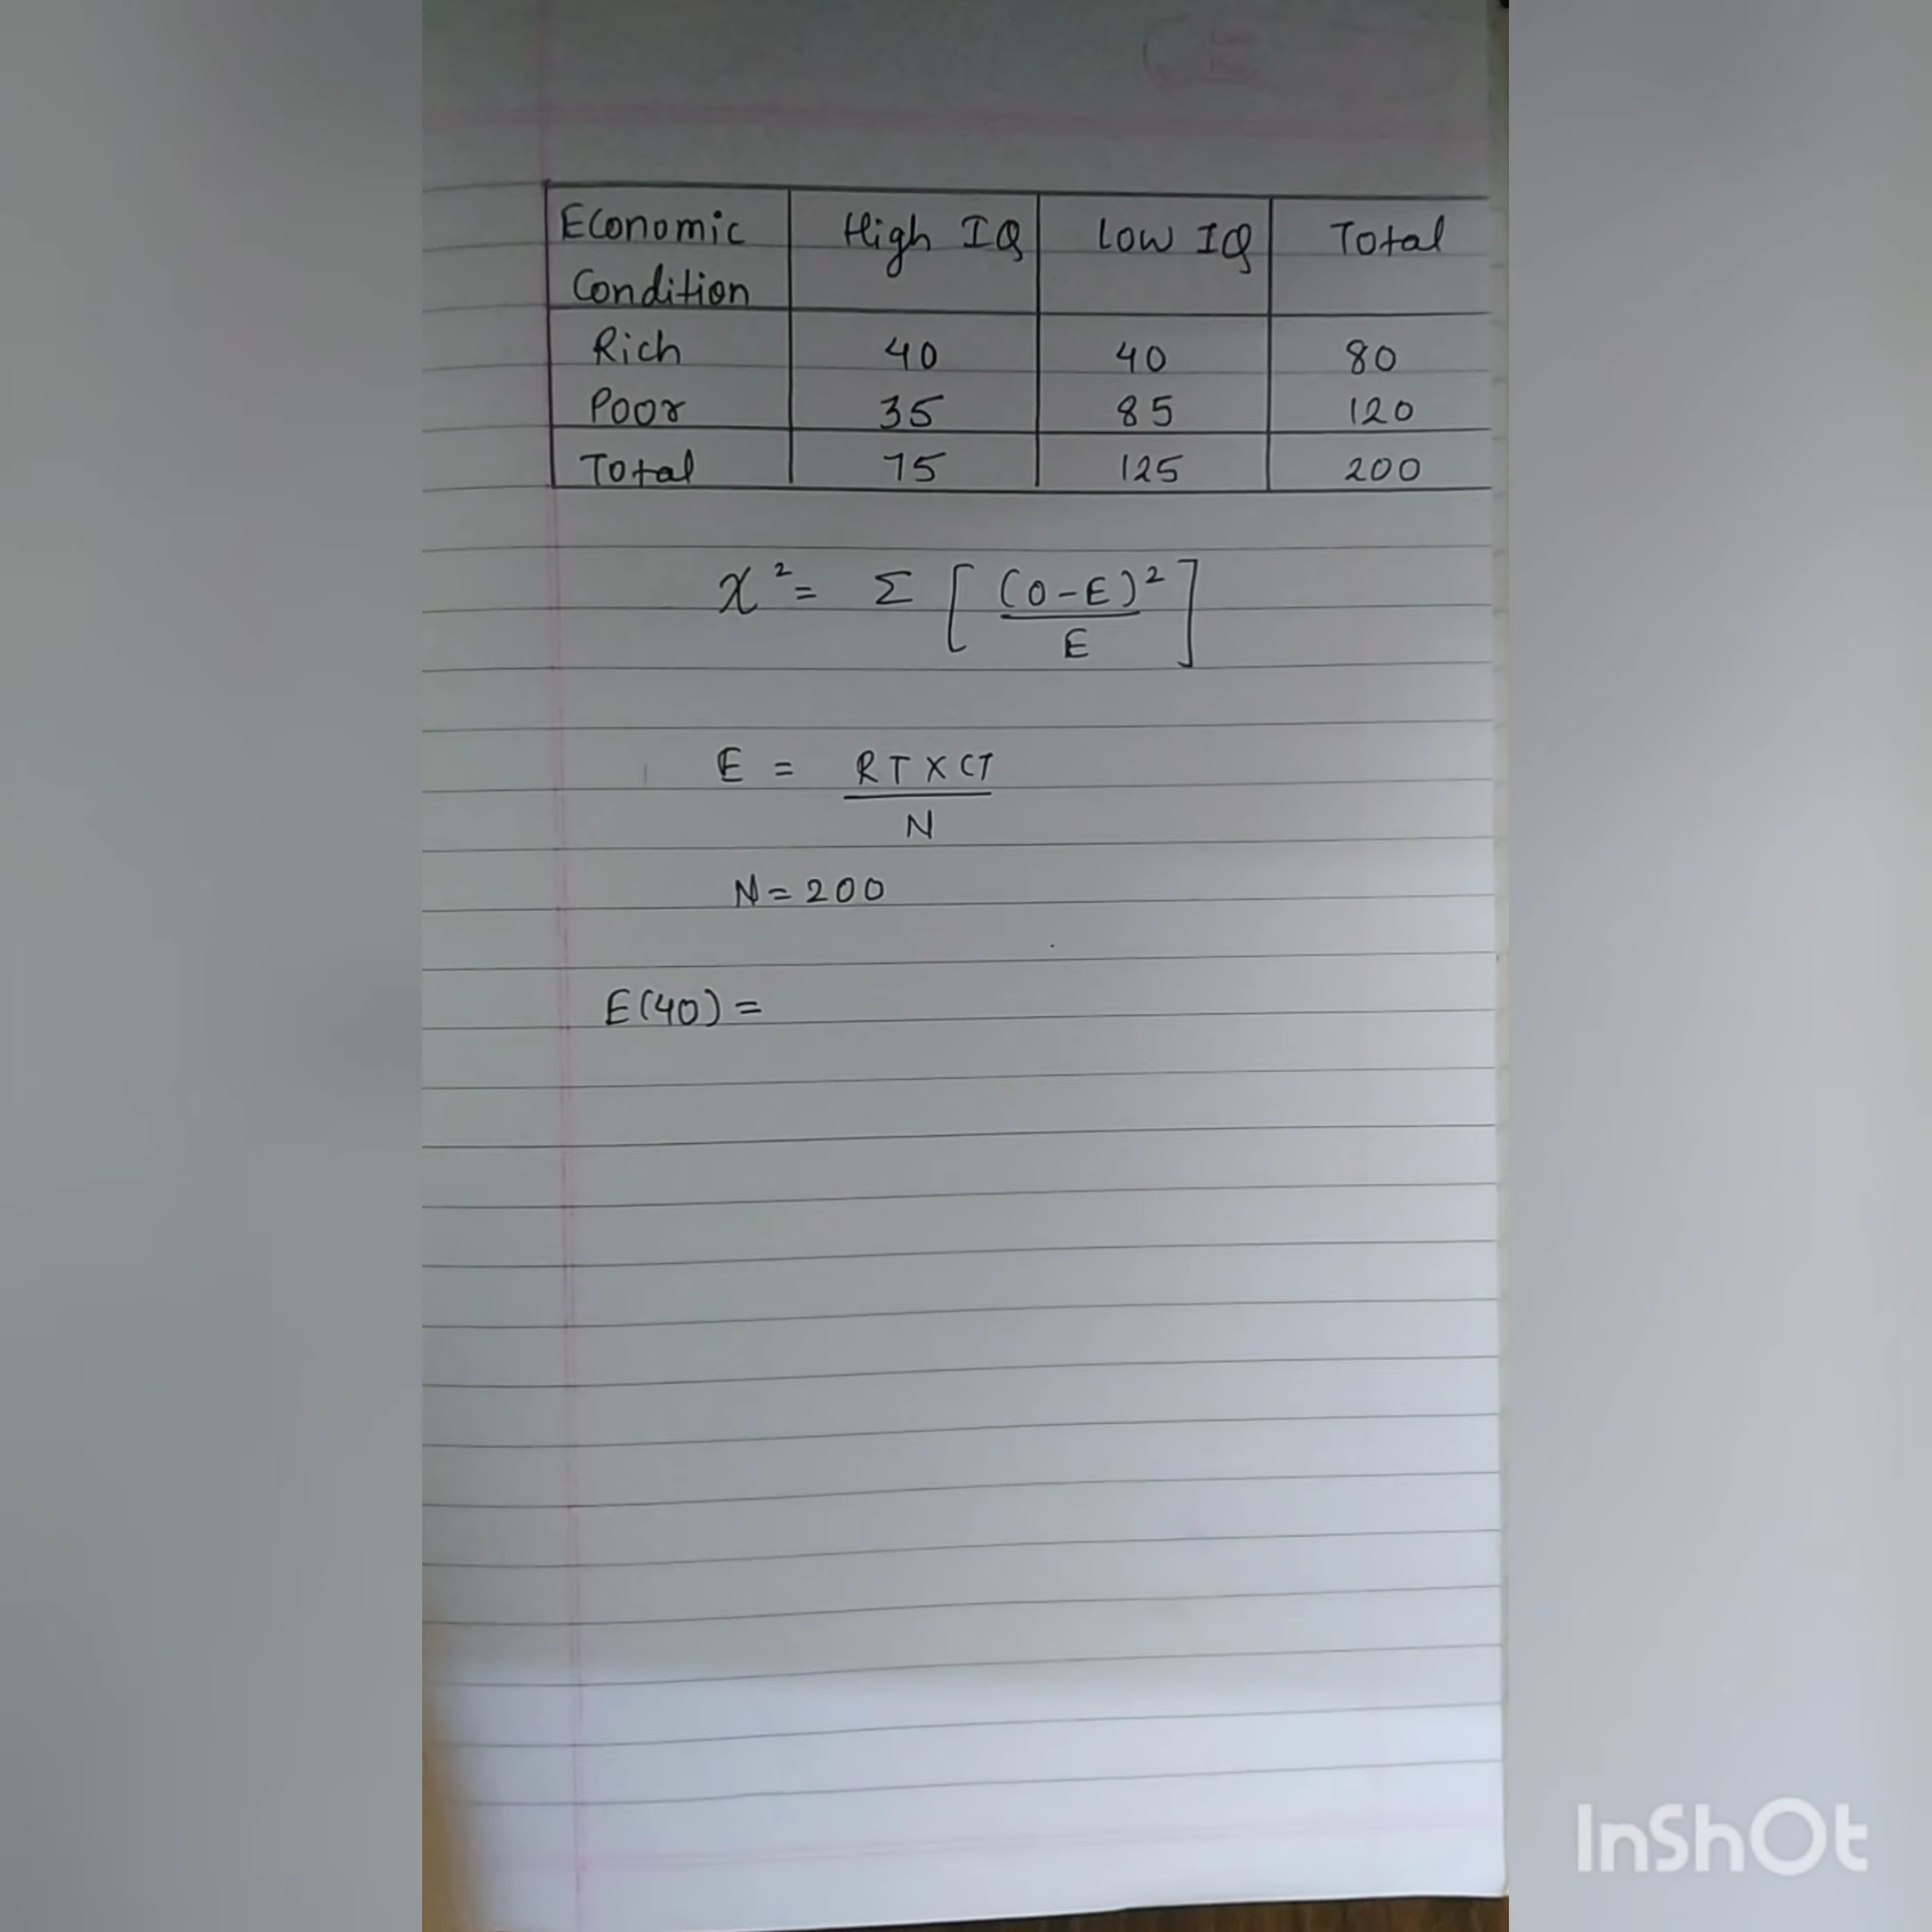 Economic High IQ Low IQ Total
Condition
Rich 40 40 80
Poor 35 85 120
Total 75 125 200
χ² = Σ [(O-E)²/E]
E = RT X CT
N
N = 200
E(40) =
InShOt